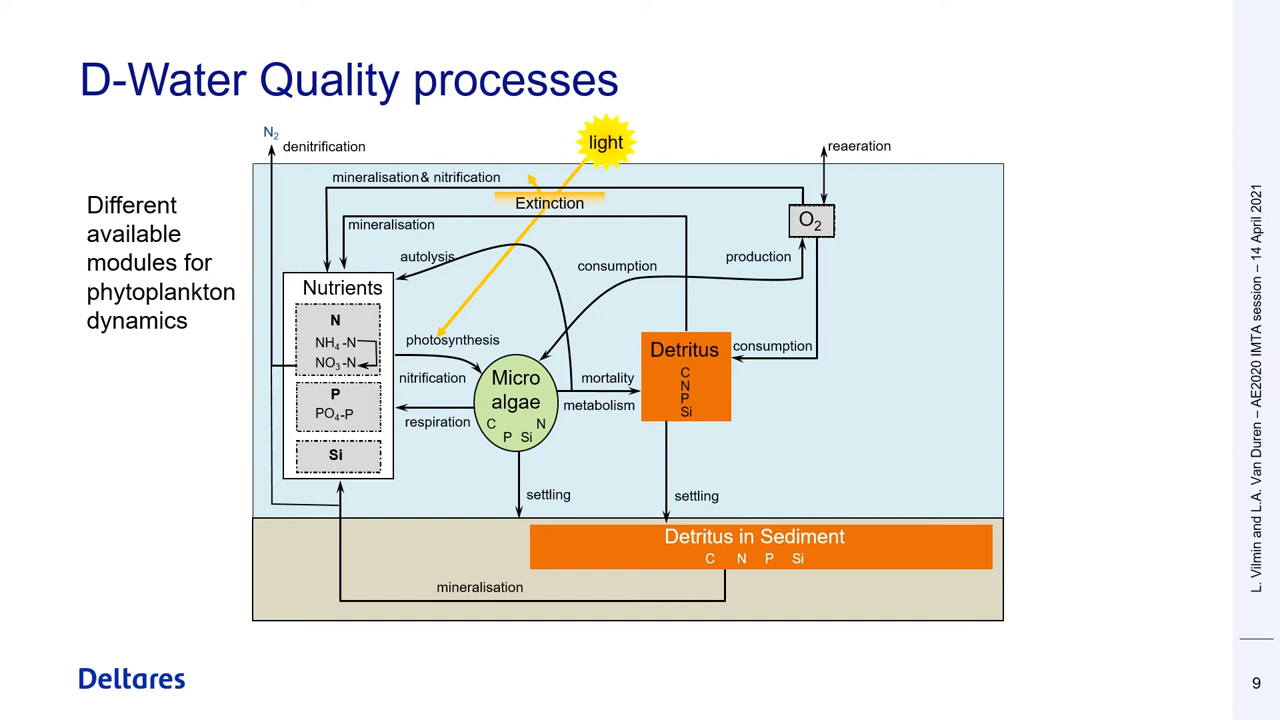 D-Water Quality processes
Different
available
modules for
phytoplankton
dynamics
N2
denitrification
light
reaeration
mineralisation & nitrification
Extinction
O2
mineralisation
autolysis
consumption
production
Nutrients
N
NH4 -N
NO3-N
P
PO4-P
Si
photosynthesis
nitrification
respiration
Micro
algae
C
P
Si
N
mortality
metabolism
Detritus
C
N
P
Si
consumption
settling
settling
Detritus in Sediment
C N P Si
mineralisation
Deltares
L. Vilmin and L.A. Van Duren – AE2020 IMTA session – 14 April 2021
9